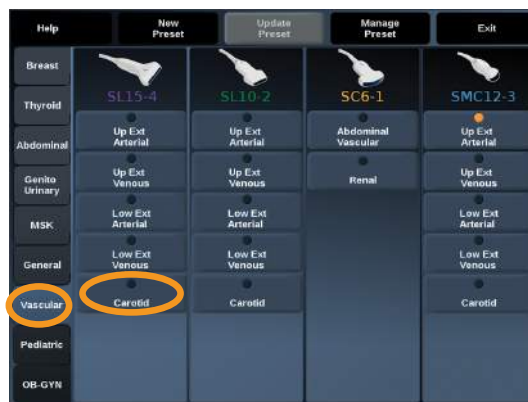 Help
New
Preset
Update
Preset
Manage
Preset
Exit
Breast
Thyroid
Abdominal
Genito
Urinary
MSK
General
Vascular
Pediatric
OB-GYN
SL15-4
Up Ext
Arterial
Up Ext
Venous
Low Ext
Arterial
Low Ext
Venous
Carotid
SL10-2
Up Ext
Arterial
Up Ext
Venous
Low Ext
Arterial
Low Ext
Venous
Carotid
SC6-1
Abdominal
Vascular
Renal
SMC12-3
Up Ext
Arterial
Up Ext
Venous
Low Ext
Arterial
Low Ext
Venous
Carotid